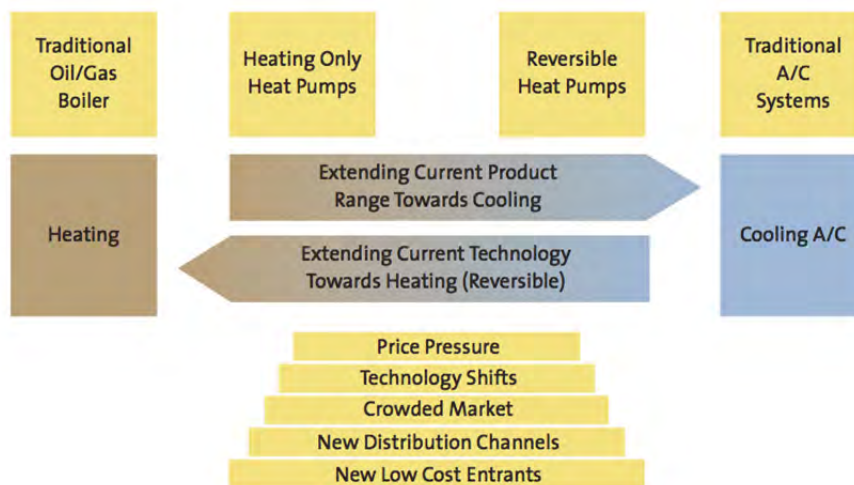 Traditional
Oil/Gas
Boiler
Heating Only
Heat Pumps
Reversible
Heat Pumps
Traditional
A/C
Systems
Heating
Extending Current Product
Range Towards Cooling
Extending Current Technology
Towards Heating (Reversible)
Cooling A/C
Price Pressure
Technology Shifts
Crowded Market
New Distribution Channels
New Low Cost Entrants